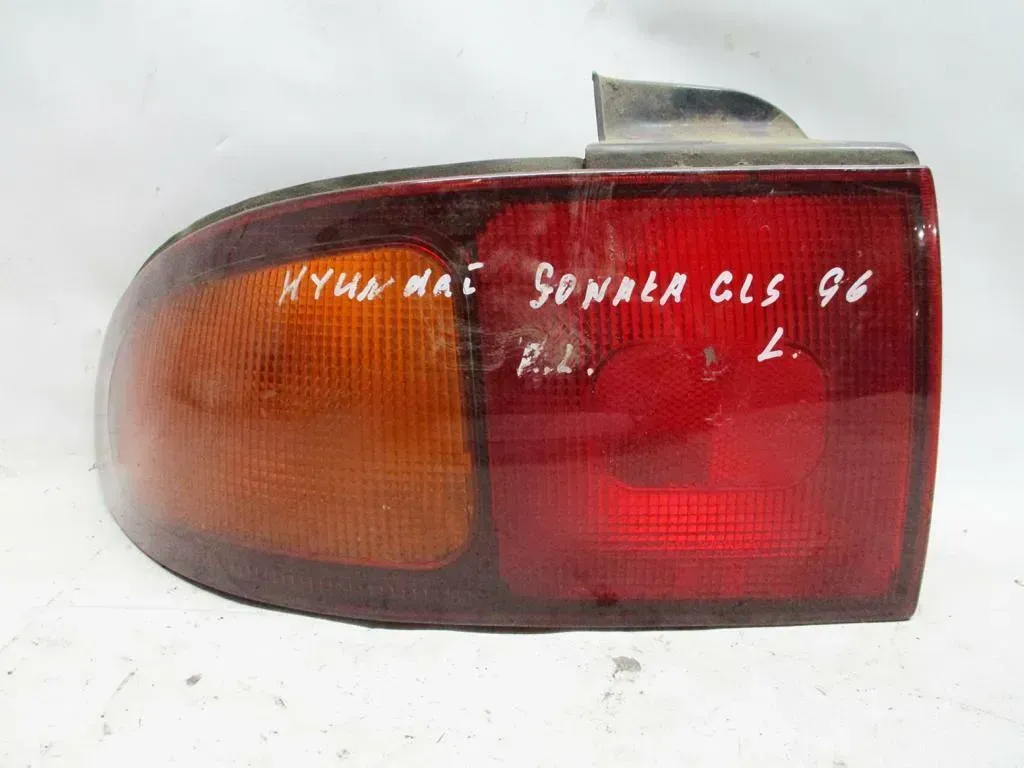 HYUNDAi SONATA GLS 96
R.L. L.